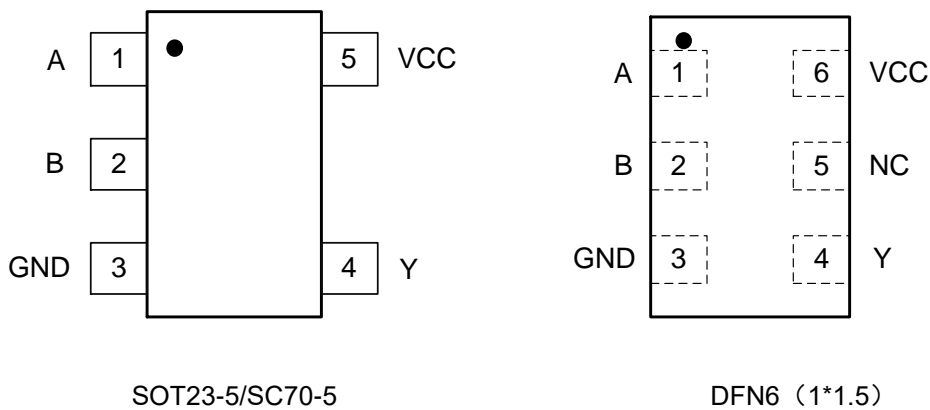 A 1 5 VCC
B 2
GND 3 4 Y
SOT23-5/SC70-5
A 1 6 VCC
B 2 5 NC
GND 3 4 Y
DFN6（1*1.5）